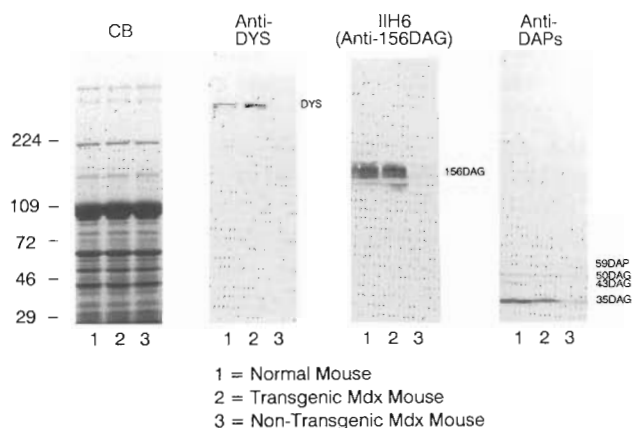 CB
Anti-
DYS
IIH6
(Anti-156DAG)
Anti-
DAPs
224 –
109 –
72 –
46 –
29 –
DYS
156DAG
59DAP
50DAG
43DAG
35DAG
1 2 3
1 2 3
1 2 3
1 2 3
1 = Normal Mouse
2 = Transgenic Mdx Mouse
3 = Non-Transgenic Mdx Mouse